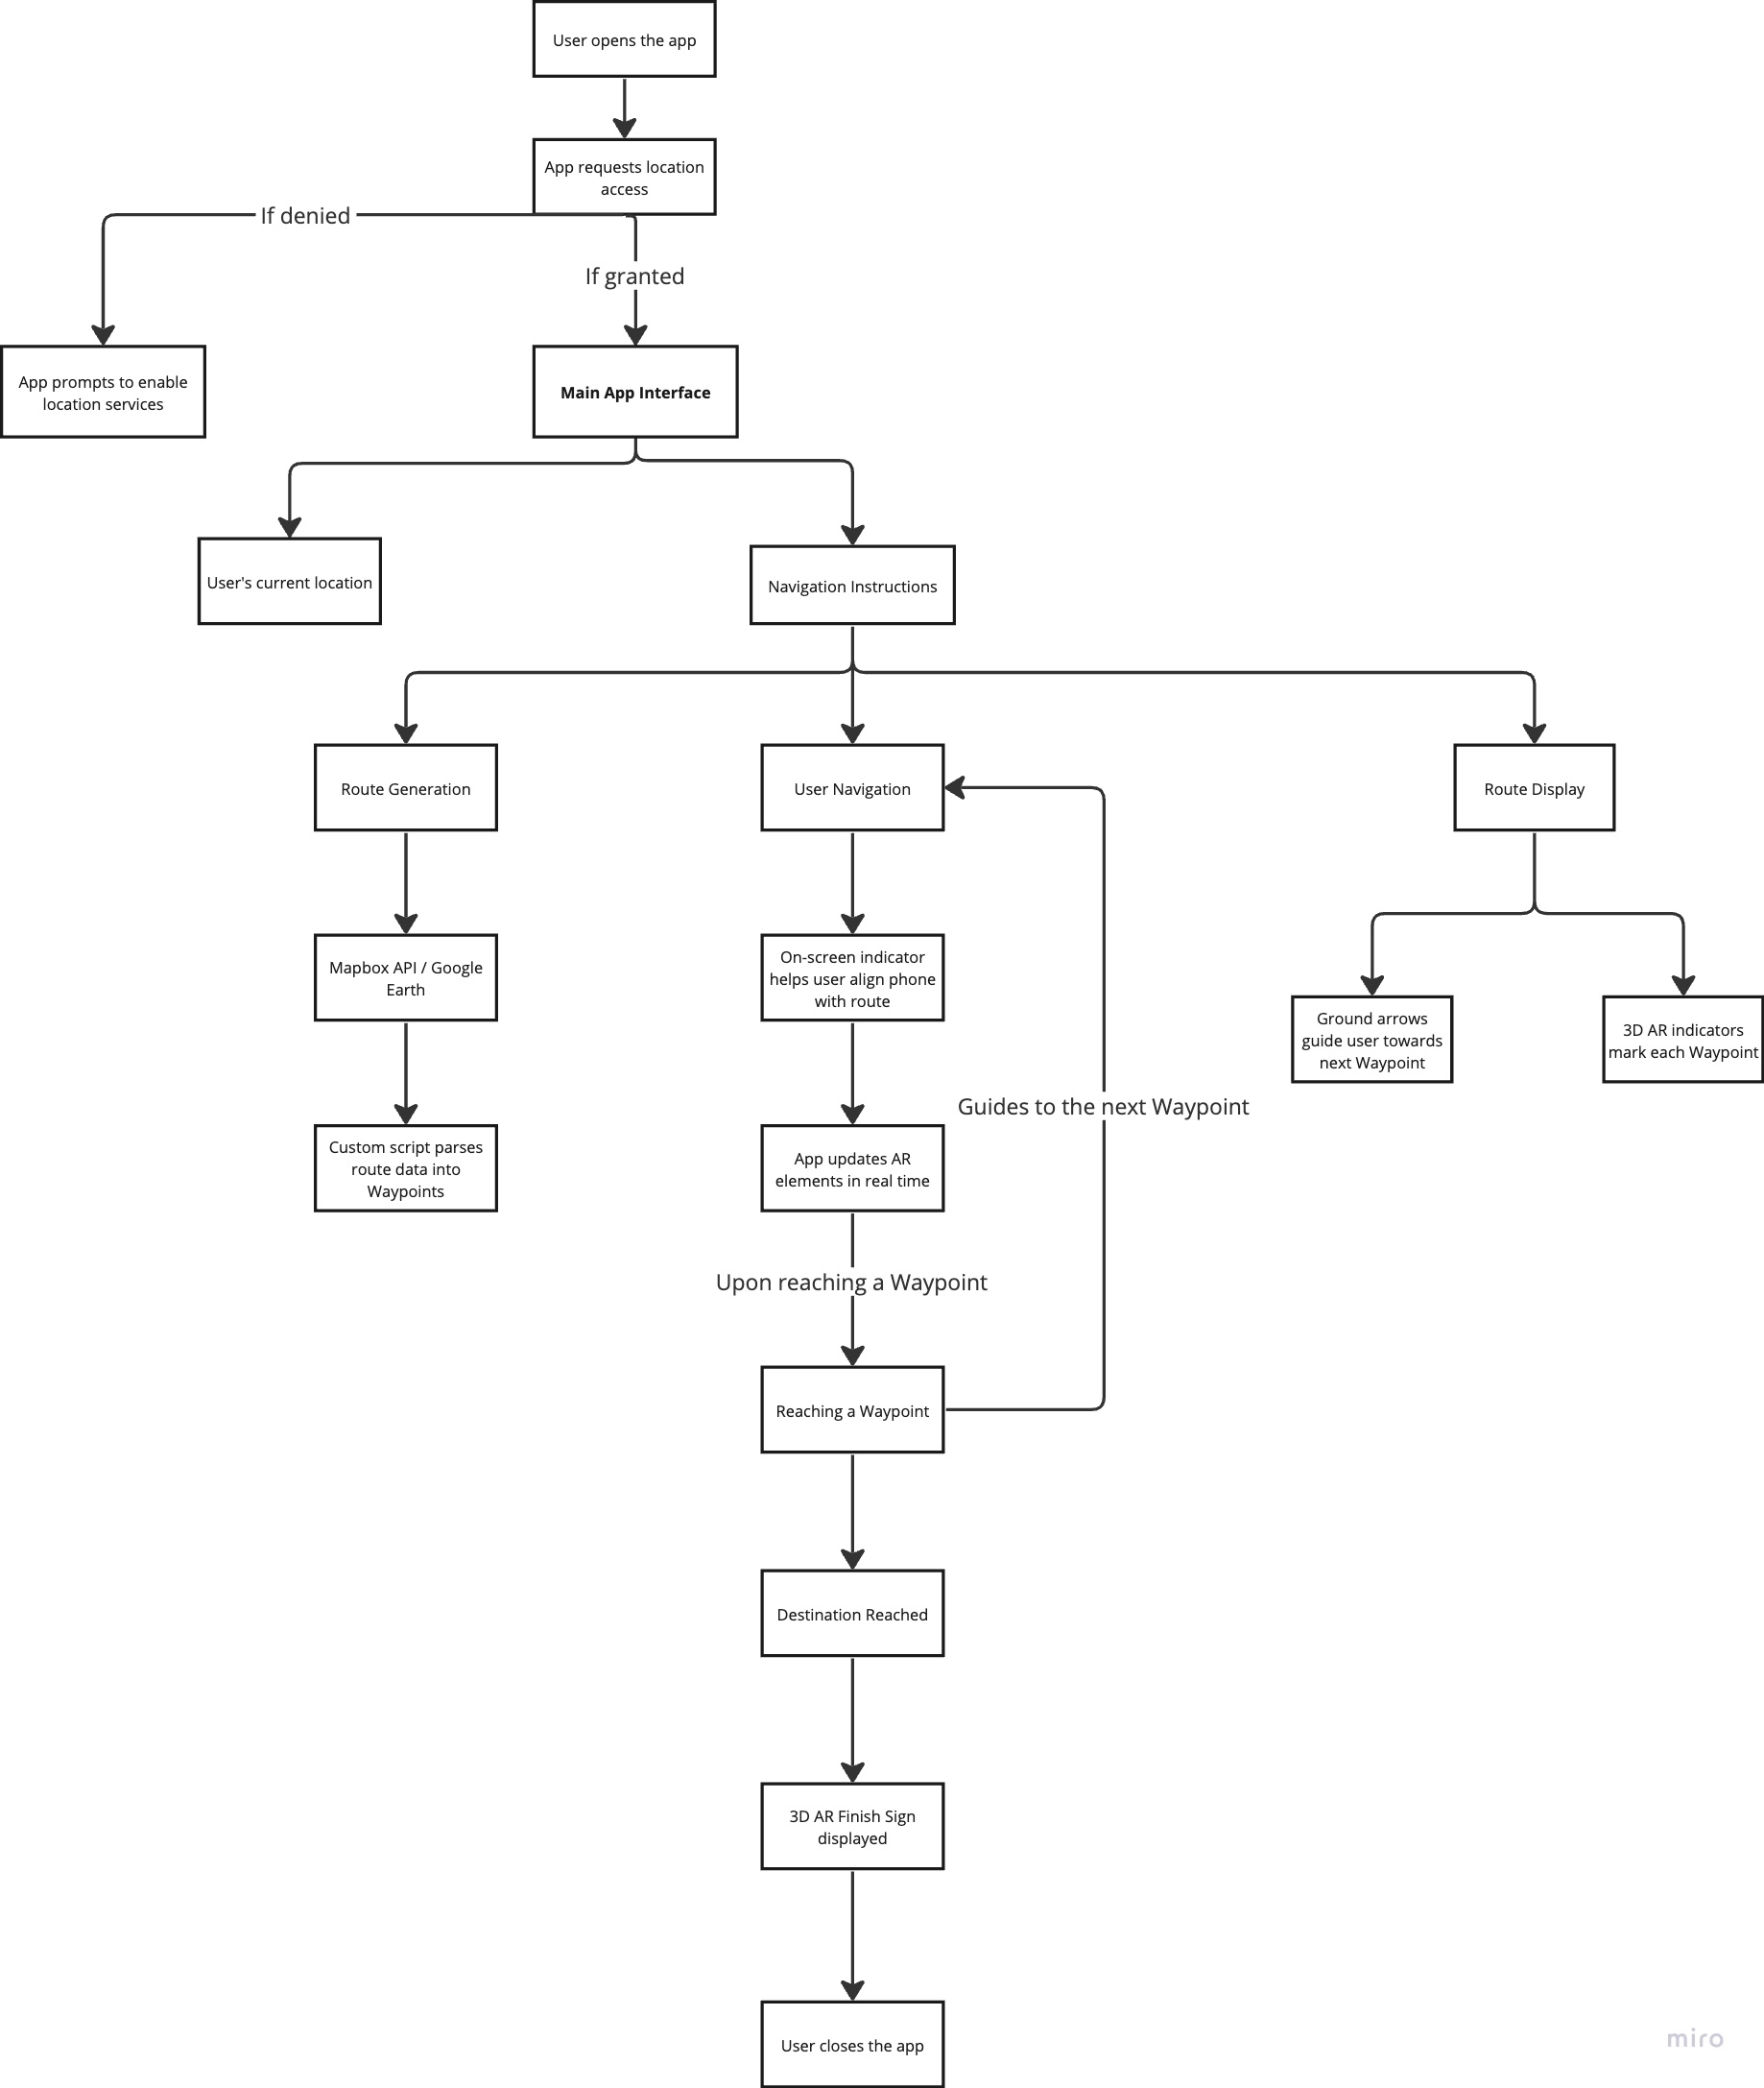 User opens the app
App requests location
access
If denied
If granted
App prompts to enable
location services
Main App Interface
User's current location
Navigation Instructions
Route Generation
User Navigation
Route Display
Mapbox API / Google
Earth
On-screen indicator
helps user align phone
with route
Ground arrows
guide user towards
next Waypoint
3D AR indicators
mark each Waypoint
Guides to the next Waypoint
Custom script parses
route data into
Waypoints
App updates AR
elements in real time
Upon reaching a Waypoint
Reaching a Waypoint
Destination Reached
3D AR Finish Sign
displayed
User closes the app
miro